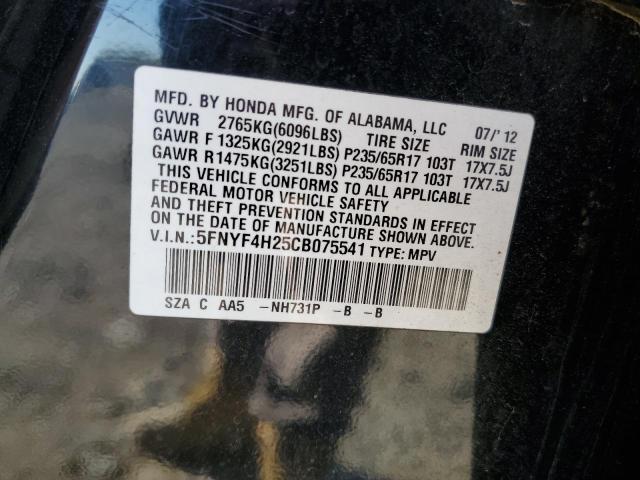 MFD. BY HONDA MFG. OF ALABAMA, LLC 07/'12
GVWR 2765KG(6096LBS) TIRE SIZE RIM SIZE
GAWR F 1325KG(2921LBS) P235/65R17 103T 17X7.5J
GAWR R1475KG(3251LBS) P235/65R17 103T 17X7.5J
THIS VEHICLE CONFORMS TO ALL APPLICABLE
FEDERAL MOTOR VEHICLE SAFETY
AND THEFT PREVENTION STANDARDS IN EFFECT
ON THE DATE OF MANUFACTURE SHOWN ABOVE.
V.I.N.:5FNYF4H25CB075541 TYPE: MPV
SZA C AA5 -NH731P -B -B